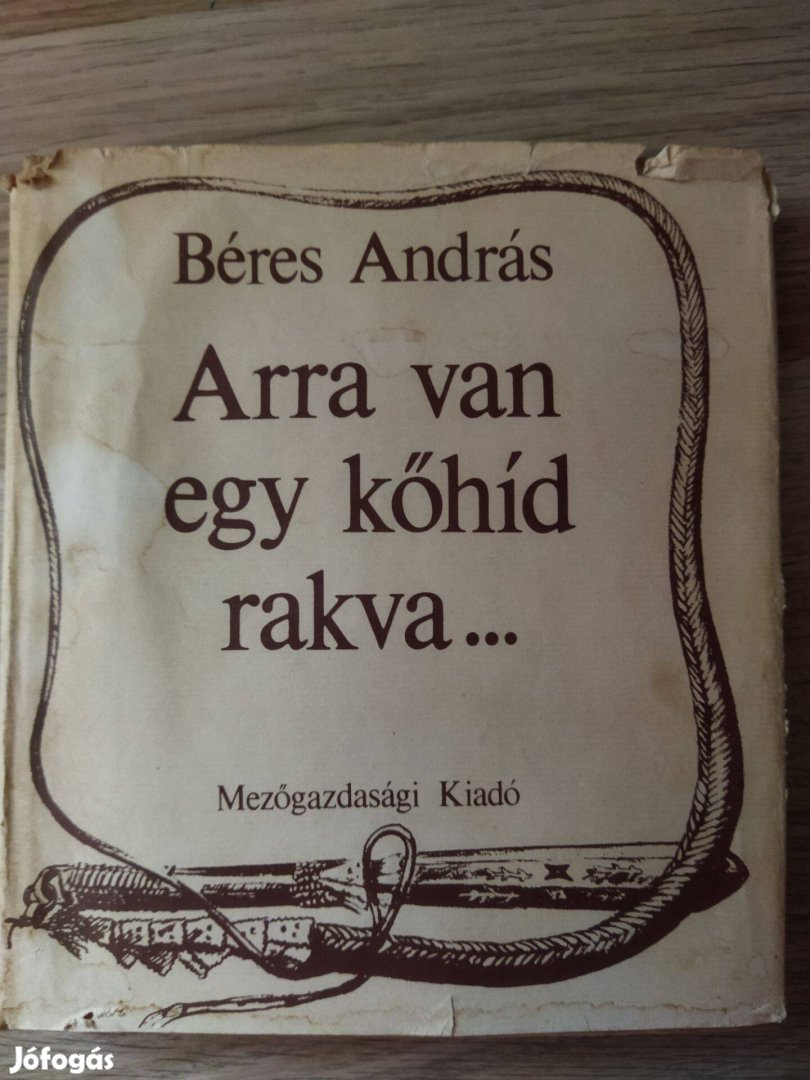 Béres András
Arra van
egy kőhíd
rakva...
Mezőgazdasági Kiadó
Jófogás